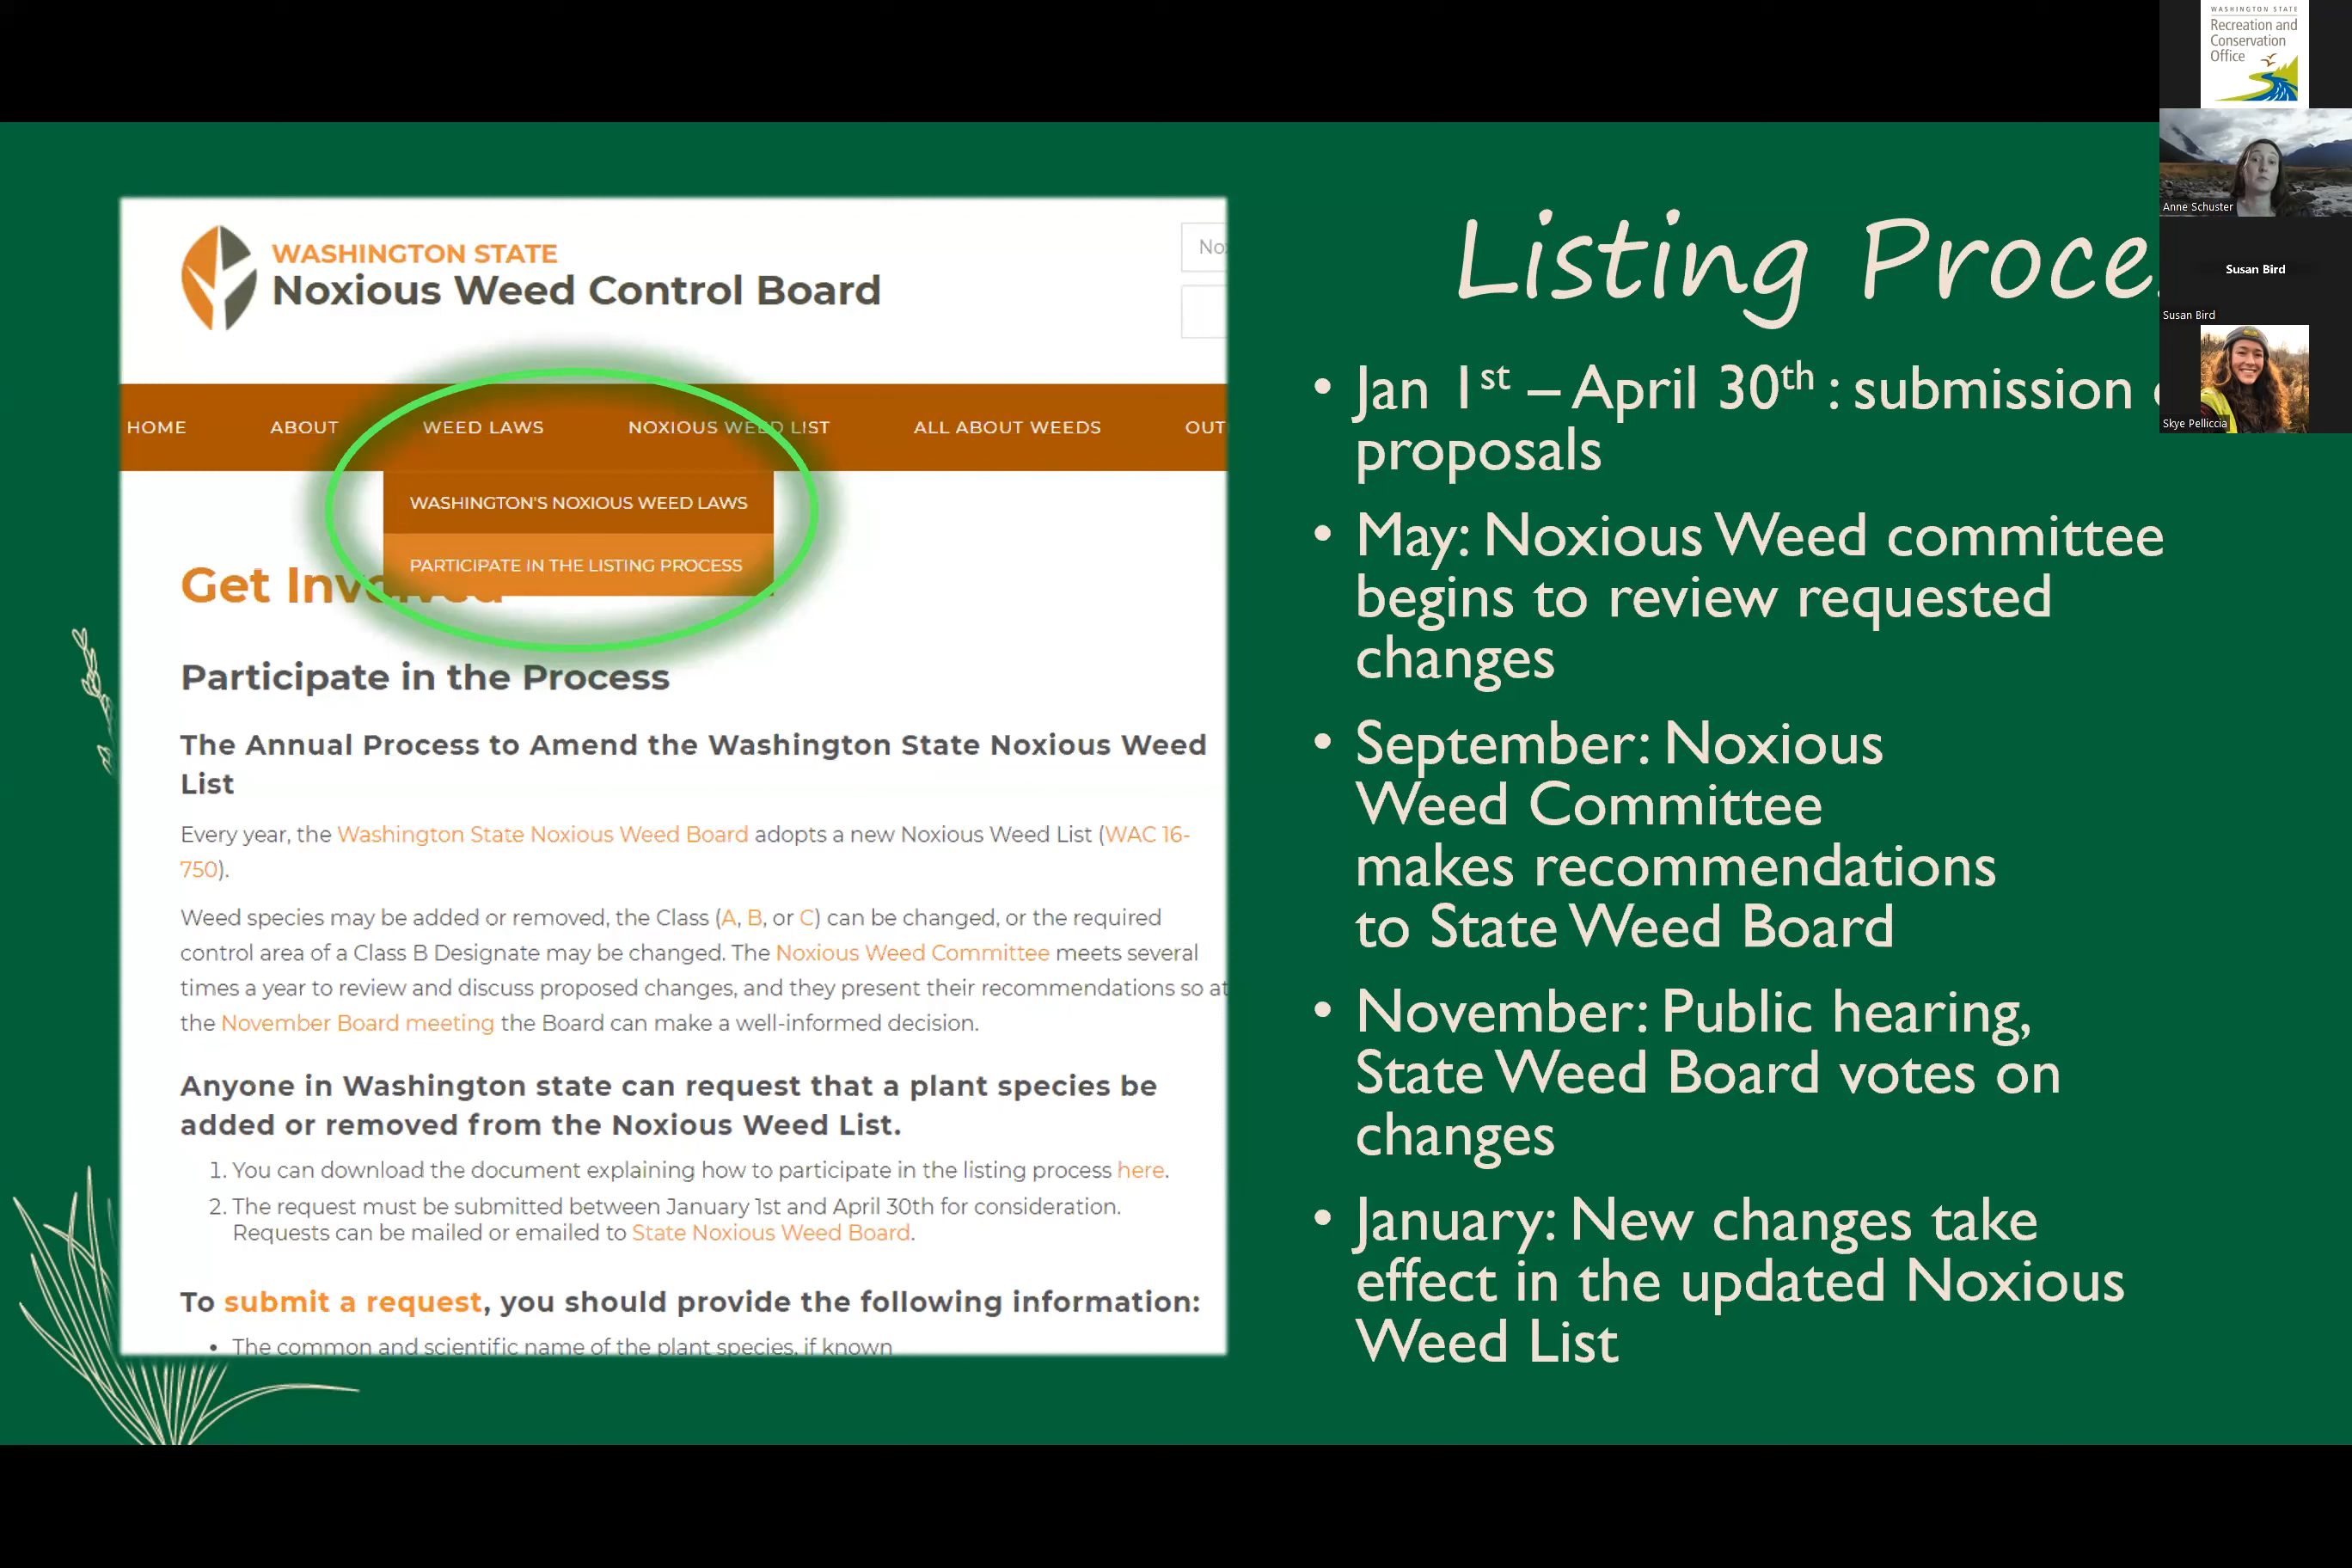 WASHINGTON STATE
Noxious Weed Control Board
HOME ABOUT WEED LAWS NOXIOUS WEED LIST ALL ABOUT WEEDS
WASHINGTON'S NOXIOUS WEED LAWS
PARTICIPATE IN THE LISTING PROCESS
Get Involved
Participate in the Process
The Annual Process to Amend the Washington State Noxious Weed
List
Every year, the Washington State Noxious Weed Board adopts a new Noxious Weed List (WAC 16-
750).
Weed species may be added or removed, the Class (A, B, or C) can be changed, or the required
control area of a Class B Designate may be changed. The Noxious Weed Committee meets several
times a year to review and discuss proposed changes, and they present their recommendations so at
the November Board meeting the Board can make a well-informed decision.
Anyone in Washington state can request that a plant species be
added or removed from the Noxious Weed List.
1. You can download the document explaining how to participate in the listing process here.
2. The request must be submitted between January 1st and April 30th for consideration.
Requests can be mailed or emailed to State Noxious Weed Board.
To submit a request, you should provide the following information:
• The common and scientific name of the plant species, if known
Listing Proce
• Jan 1st – April 30th : submission
proposals
• May: Noxious Weed committee
begins to review requested
changes
• September: Noxious
Weed Committee
makes recommendations
to State Weed Board
• November: Public hearing,
State Weed Board votes on
changes
• January: New changes take
effect in the updated Noxious
Weed List
WASHINGTON STATE
Recreation and
Conservation
Office
Anne Schuster
Susan Bird
Susan Bird
Skye Pelliccia